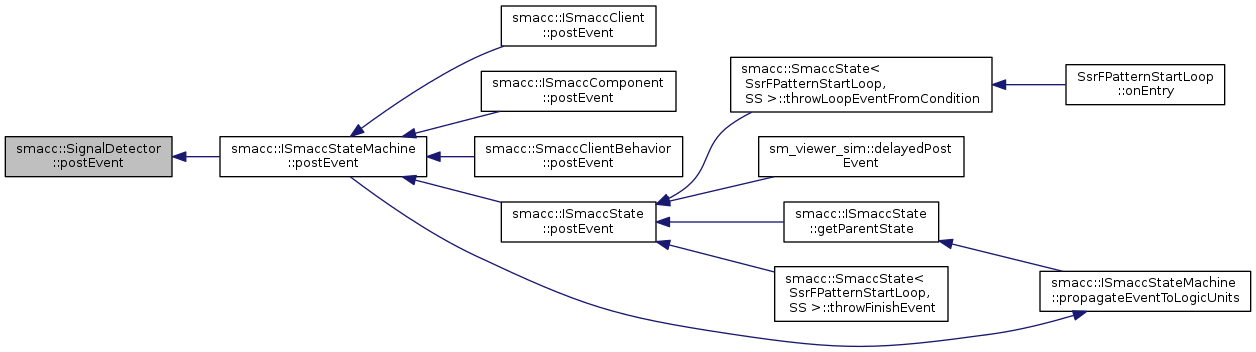 smacc::ISmaccClient
::postEvent
smacc::ISmaccComponent
::postEvent
smacc::SignalDetector
::postEvent
smacc::ISmaccStateMachine
::postEvent
smacc::SmaccClientBehavior
::postEvent
smacc::ISmaccState
::postEvent
smacc::SmaccState<
SsrFPatternStartLoop,
SS >::throwLoopEventFromCondition
SsrFPatternStartLoop
::onEntry
sm_viewer_sim::delayedPost
Event
smacc::ISmaccState
::getParentState
smacc::SmaccState<
SsrFPatternStartLoop,
SS >::throwFinishEvent
smacc::ISmaccStateMachine
::propagateEventToLogicUnits